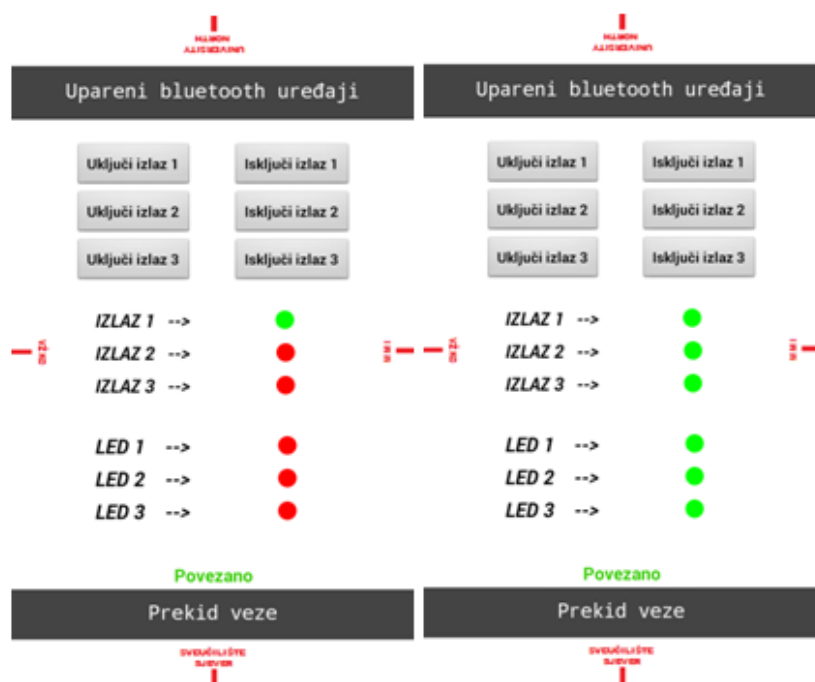 NORTH
UNIVERSITY
Upareni bluetooth uređaji
Uključi izlaz 1
Isključi izlaz 1
Uključi izlaz 2
Isključi izlaz 2
Uključi izlaz 3
Isključi izlaz 3
IZLAZ 1 -->
IZLAZ 2 -->
IZLAZ 3 -->
LED 1 -->
LED 2 -->
LED 3 -->
Povezano
Prekid veze
SVEUČILIŠTE
SJEVER
NORTH
UNIVERSITY
Upareni bluetooth uređaji
Uključi izlaz 1
Isključi izlaz 1
Uključi izlaz 2
Isključi izlaz 2
Uključi izlaz 3
Isključi izlaz 3
IZLAZ 1 -->
IZLAZ 2 -->
IZLAZ 3 -->
LED 1 -->
LED 2 -->
LED 3 -->
Povezano
Prekid veze
SVEUČILIŠTE
SJEVER